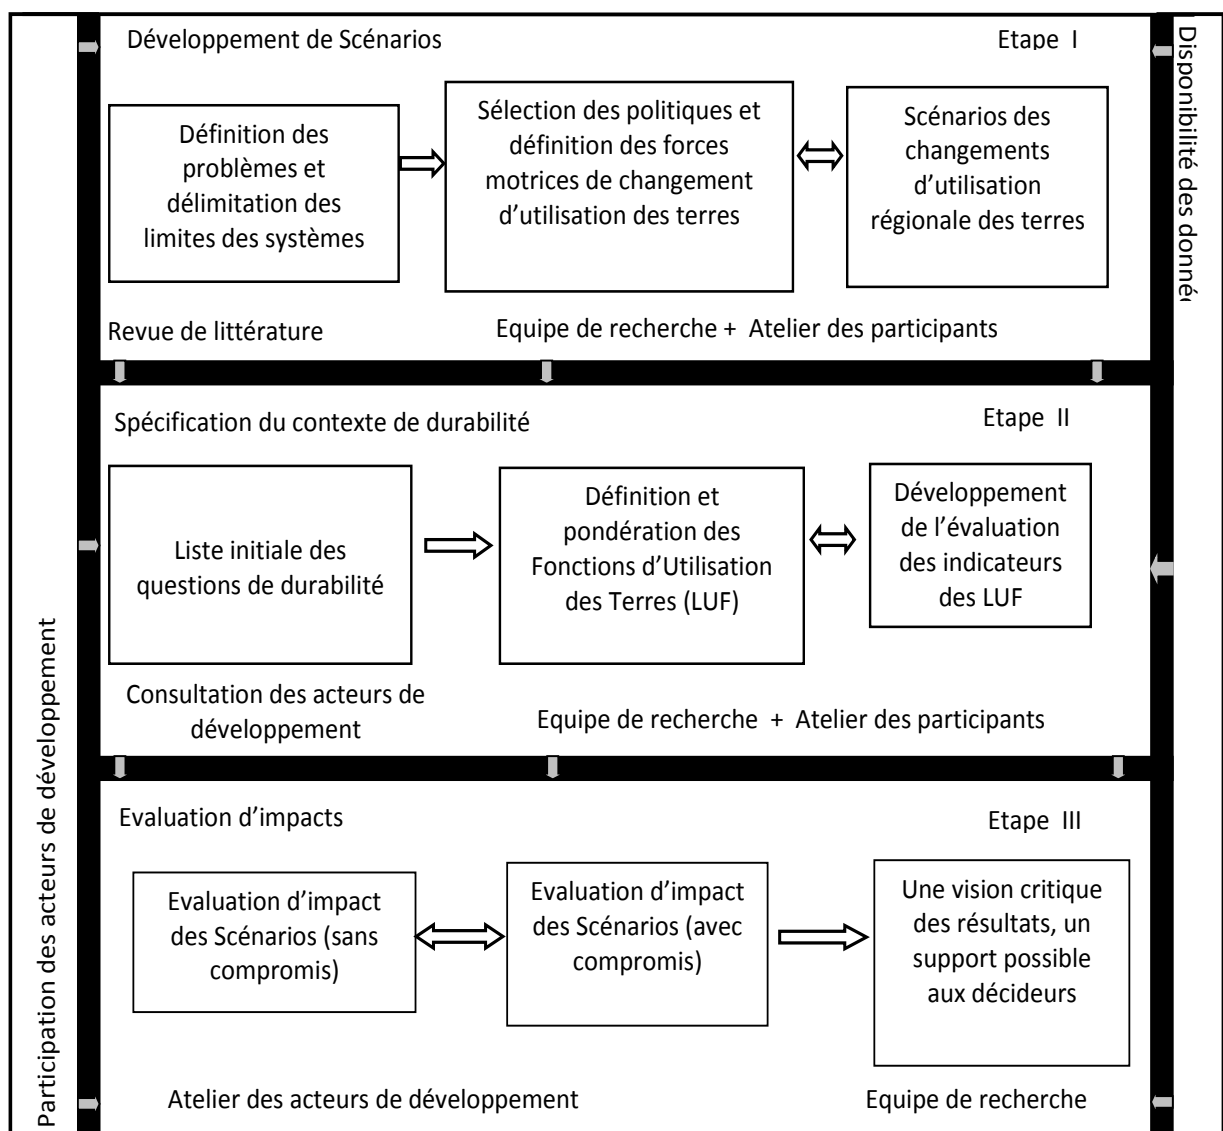 Développement de Scénarios
Etape I
Définition des
problèmes et
délimitation des
limites des systèmes
Sélection des politiques et
définition des forces
motrices de changement
d’utilisation des terres
Scénarios des
changements
d’utilisation
régionale des terres
Revue de littérature
Equipe de recherche + Atelier des participants
Spécification du contexte de durabilité
Etape II
Liste initiale des
questions de durabilité
Définition et
pondération des
Fonctions d’Utilisation
des Terres (LUF)
Développement
de l’évaluation
des indicateurs
des LUF
Consultation des acteurs de
développement
Equipe de recherche + Atelier des participants
Evaluation d’impacts
Etape III
Evaluation d’impact
des Scénarios (sans
compromis)
Evaluation d’impact
des Scénarios (avec
compromis)
Une vision critique
des résultats, un
support possible
aux décideurs
Atelier des acteurs de développement
Equipe de recherche
Participation des acteurs de développement
Disponibilité des